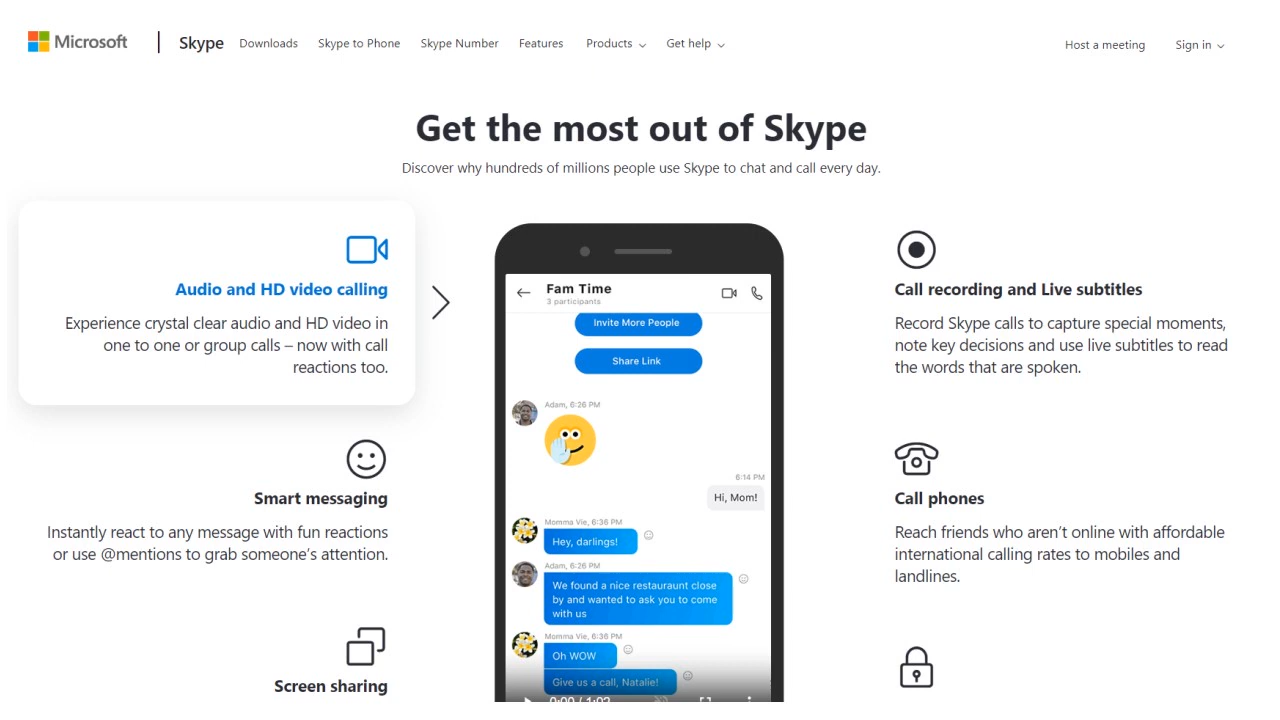 Microsoft
Skype
Downloads
Skype to Phone
Skype Number
Features
Products
Get help
Host a meeting
Sign in
Get the most out of Skype
Discover why hundreds of millions people use Skype to chat and call every day.
Audio and HD video calling
Experience crystal clear audio and HD video in
one to one or group calls – now with call
reactions too.
Smart messaging
Instantly react to any message with fun reactions
or use @mentions to grab someone's attention.
Screen sharing
Fam Time
3 participants
Invite More People
Share Link
Adam, 6:26 PM
6:14 PM
Hi, Mom!
Momma Vie, 6:36 PM
Hey, darlings!
Adam, 6:26 PM
We found a nice restauraunt close
by and wanted to ask you to come
with us
Momma Vie, 6:36 PM
Oh WOW
Give us a call, Natalie!
0:00 / 1:02
Call recording and Live subtitles
Record Skype calls to capture special moments,
note key decisions and use live subtitles to read
the words that are spoken.
Call phones
Reach friends who aren't online with affordable
international calling rates to mobiles and
landlines.